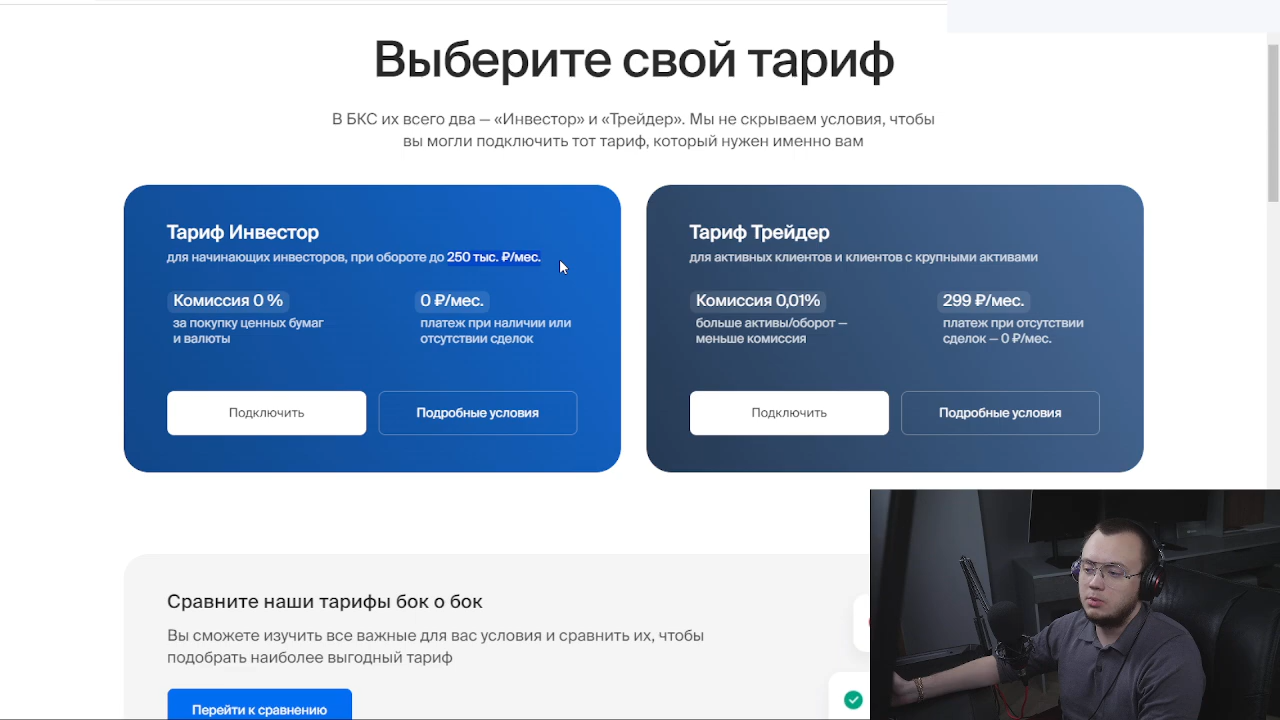 Выберите свой тариф
В БКС их всего два — «Инвестор» и «Трейдер». Мы не скрываем условия, чтобы
вы могли подключить тот тариф, который нужен именно вам
Тариф Инвестор
для начинающих инвесторов, при обороте до 250 тыс. ₽/мес.
Комиссия 0 %
за покупку ценных бумаг
и валюты
0 ₽/мес.
платеж при наличии или
отсутствии сделок
Подключить
Подробные условия
Тариф Трейдер
для активных клиентов и клиентов с крупными активами
Комиссия 0,01%
больше активы/оборот —
меньше комиссия
299 ₽/мес.
платеж при отсутствии
сделок — 0 ₽/мес.
Подключить
Подробные условия
Сравните наши тарифы бок о бок
Вы сможете изучить все важные для вас условия и сравнить их, чтобы
подобрать наиболее выгодный тариф
Перейти к сравнению